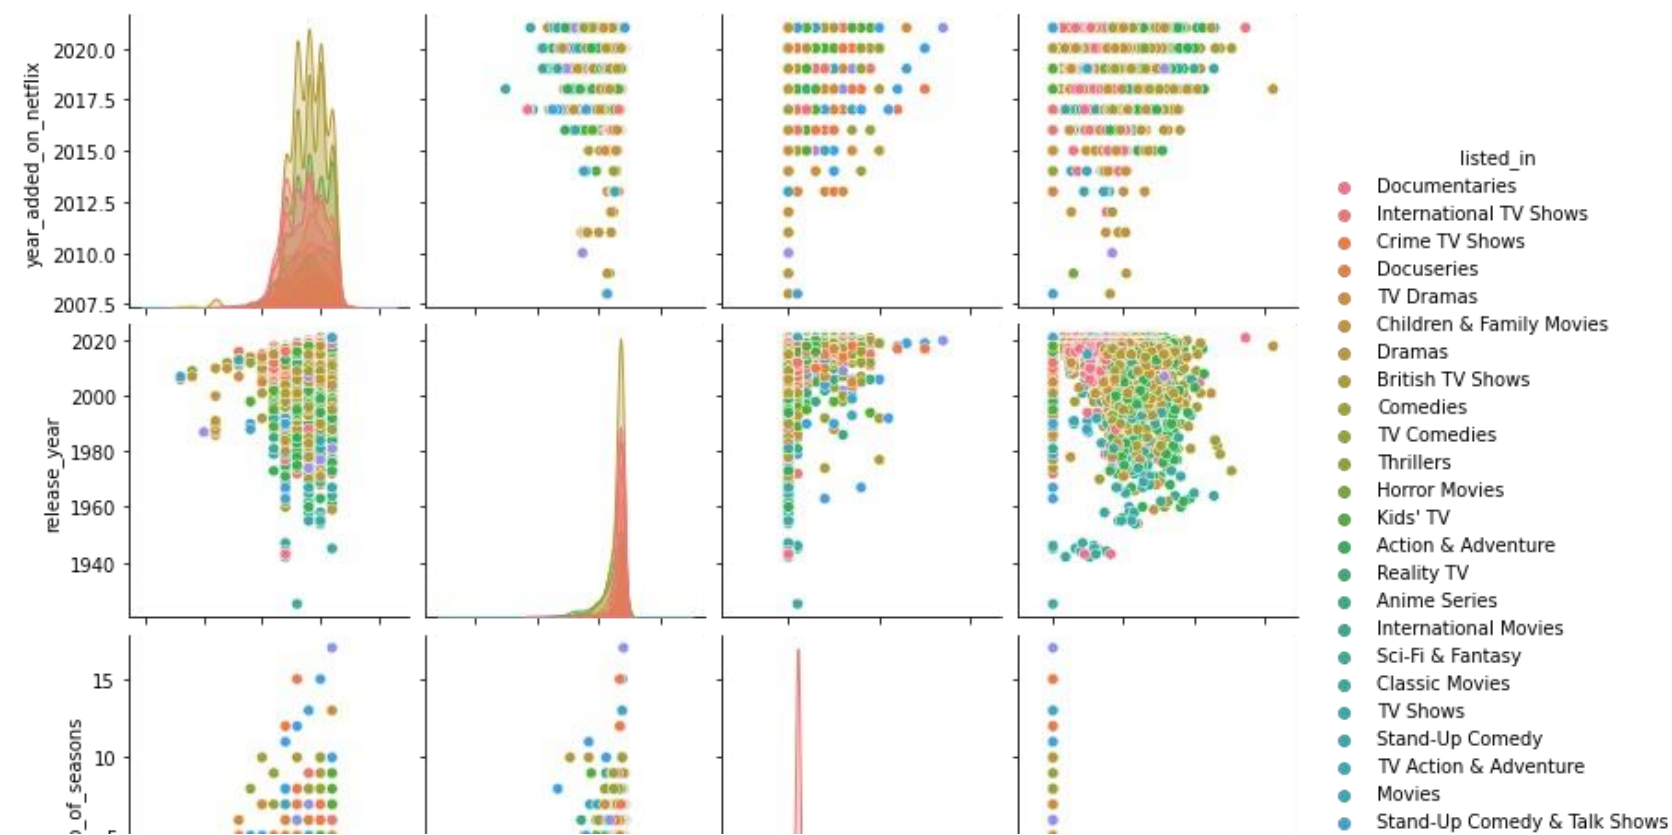 2020.0
2017.5
2015.0
2012.5
2010.0
2007.5
year_added_on_netflix
2020
2000
1980
1960
1940
release_year
15
10
listed_in
Documentaries
International TV Shows
Crime TV Shows
Docuseries
TV Dramas
Children & Family Movies
Dramas
British TV Shows
Comedies
TV Comedies
Thrillers
Horror Movies
Kids' TV
Action & Adventure
Reality TV
Anime Series
International Movies
Sci-Fi & Fantasy
Classic Movies
TV Shows
Stand-Up Comedy
TV Action & Adventure
Movies
Stand-Up Comedy & Talk Shows